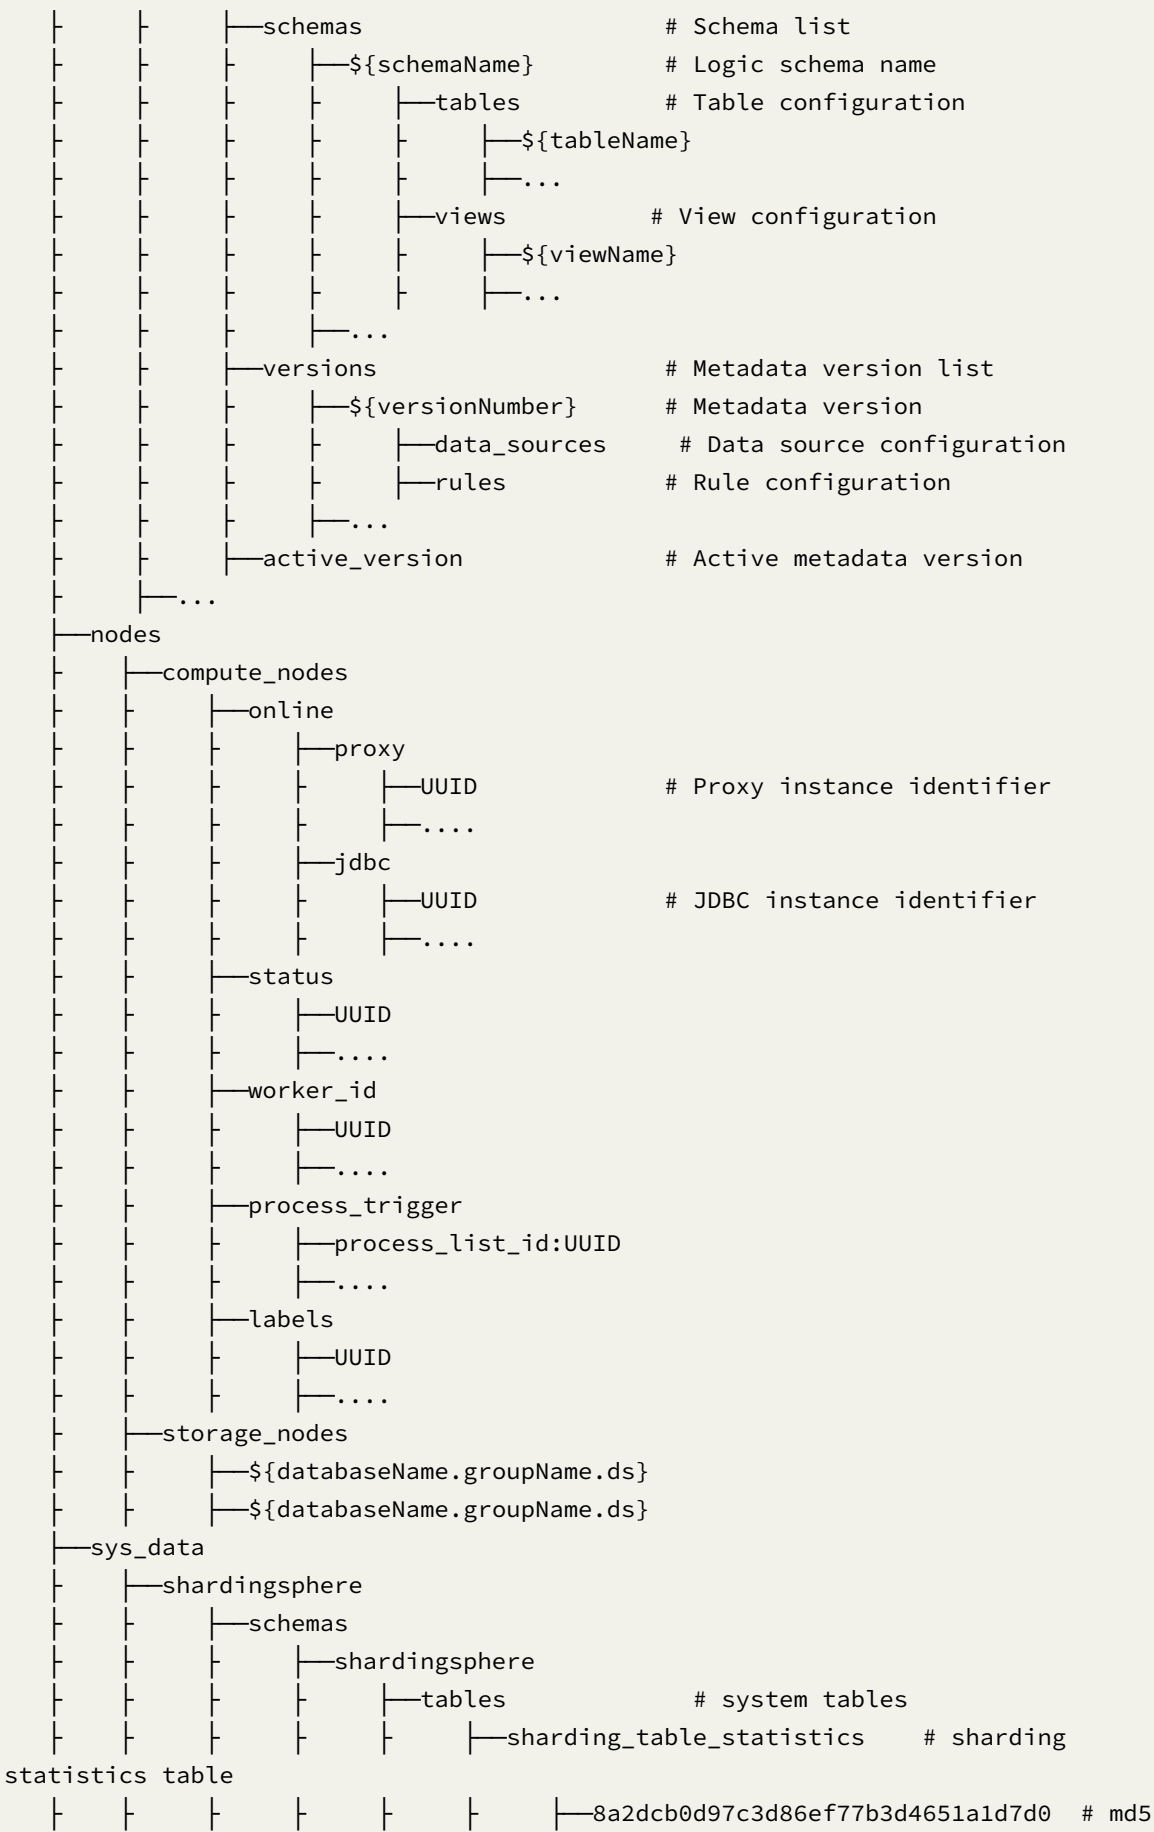 ├      ├      ├──schemas                     # Schema list
├      ├      ├      ├──${schemaName}         # Logic schema name
├      ├      ├      ├      ├──tables          # Table configuration
├      ├      ├      ├      ├      ├──${tableName}
├      ├      ├      ├      ├      ├──...
├      ├      ├      ├      ├──views          # View configuration
├      ├      ├      ├      ├      ├──${viewName}
├      ├      ├      ├      ├      ├──...
├      ├      ├      ├──...
├      ├      ├──versions                     # Metadata version list
├      ├      ├      ├──${versionNumber}      # Metadata version
├      ├      ├      ├      ├──data_sources     # Data source configuration
├      ├      ├      ├      ├──rules           # Rule configuration
├      ├      ├      ├──...
├      ├      ├──active_version              # Active metadata version
├      ├──...
├──nodes
├    ├──compute_nodes
├    ├     ├──online
├    ├     ├     ├──proxy
├    ├     ├     ├     ├──UUID             # Proxy instance identifier
├    ├     ├     ├     ├──....
├    ├     ├     ├──jdbc
├    ├     ├     ├     ├──UUID             # JDBC instance identifier
├    ├     ├     ├     ├──....
├    ├     ├──status
├    ├     ├     ├──UUID
├    ├     ├     ├──....
├    ├     ├──worker_id
├    ├     ├     ├──UUID
├    ├     ├     ├──....
├    ├     ├──process_trigger
├    ├     ├     ├──process_list_id:UUID
├    ├     ├     ├──....
├    ├     ├──labels
├    ├     ├     ├──UUID
├    ├     ├     ├──....
├    ├──storage_nodes
├    ├     ├──${databaseName.groupName.ds}
├    ├     ├──${databaseName.groupName.ds}
├──sys_data
├    ├──shardingsphere
├    ├     ├──schemas
├    ├     ├     ├──shardingsphere
├    ├     ├     ├     ├──tables             # system tables
├    ├     ├     ├     ├     ├──sharding_table_statistics    # sharding
statistics table
├    ├     ├     ├     ├     ├     ├──8a2dcb0d97c3d86ef77b3d4651a1d7d0  # md5